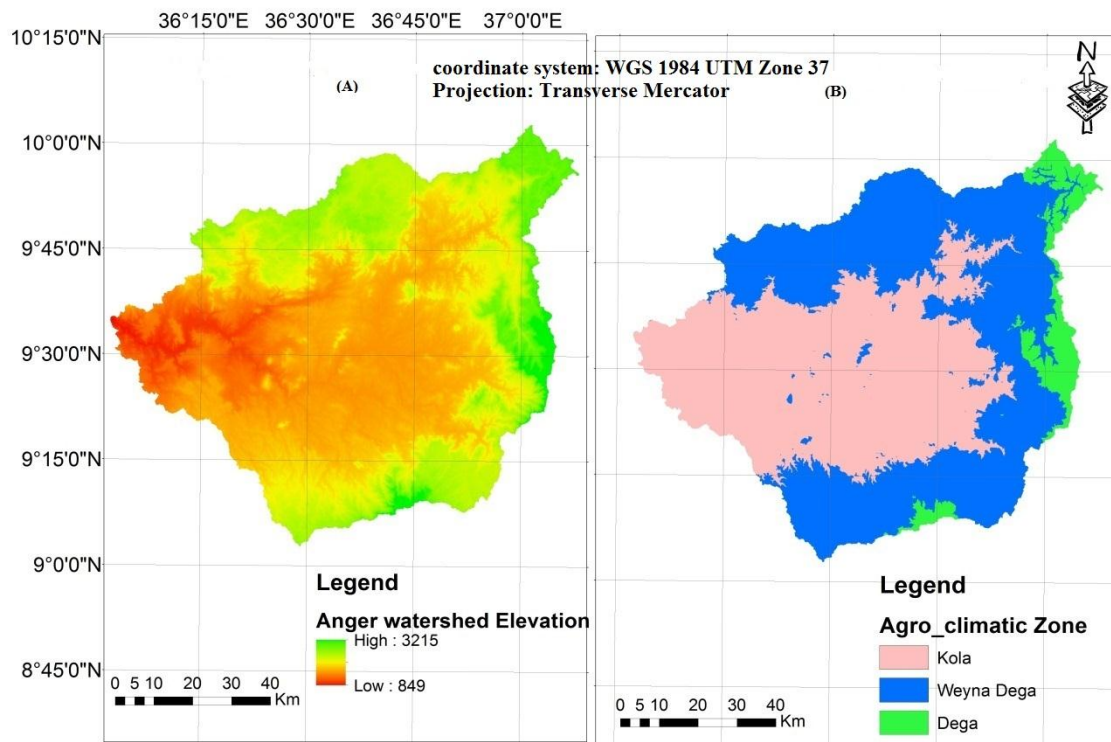 36°15'0"E 36°30'0"E 36°45'0"E 37°0'0"E
10°15'0"N
coordinate system: WGS 1984 UTM Zone 37
Projection: Transverse Mercator
(A)
(B)
N
10°0'0"N
9°45'0"N
9°30'0"N
9°15'0"N
9°0'0"N
8°45'0"N
Legend
Anger watershed Elevation
High : 3215
Low : 849
0 5 10 20 30 40
Km
Legend
Agro_climatic Zone
Kola
Weyna Dega
Dega
0 5 10 20 30 40
Km